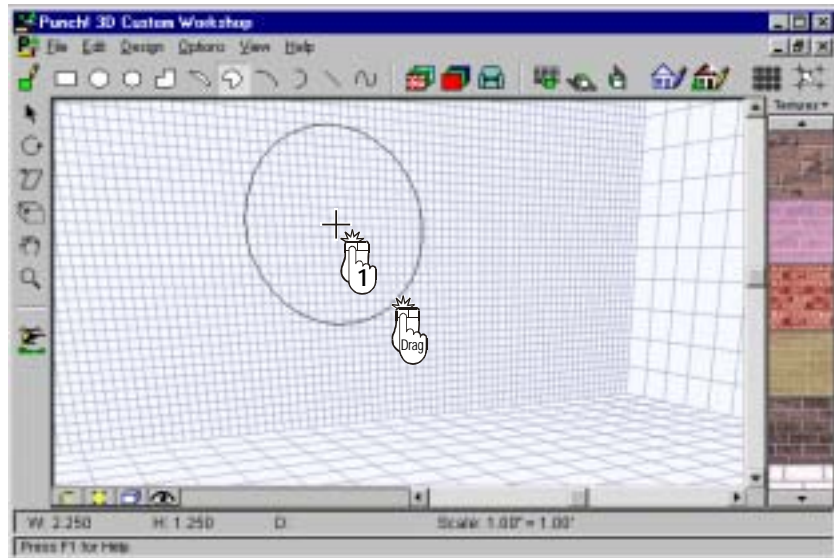 Punch! 3D Custom Workshop
File Edit Design Options View Help
Textures
1
Drag
W: 2.250 H: 1.250 D: Scale: 1.00" = 1.00"
Press F1 for Help